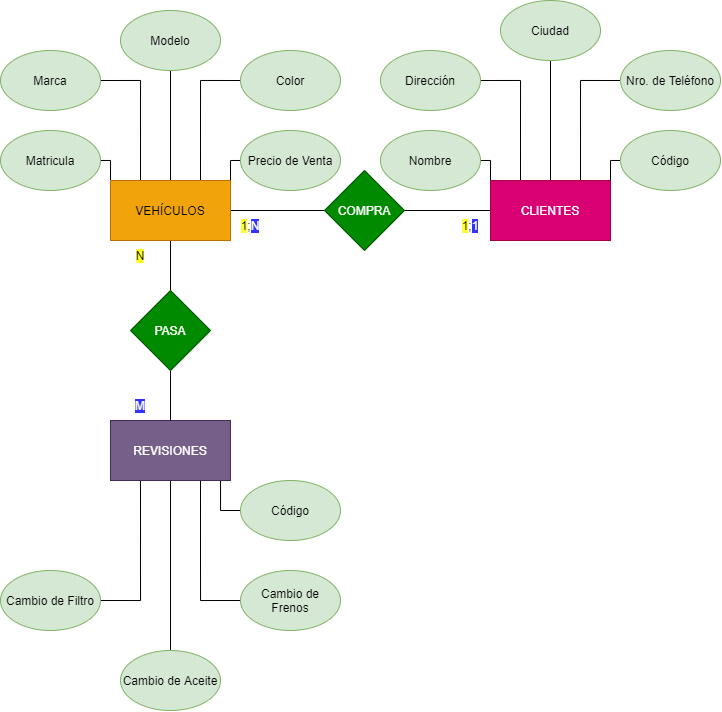 Ciudad
Modelo
Marca
Color
Dirección
Nro. de Teléfono
Matricula
Precio de Venta
Nombre
Código
VEHÍCULOS
COMPRA
CLIENTES
1:N
1:1
N
PASA
M
REVISIONES
Código
Cambio de Filtro
Cambio de
Frenos
Cambio de Aceite